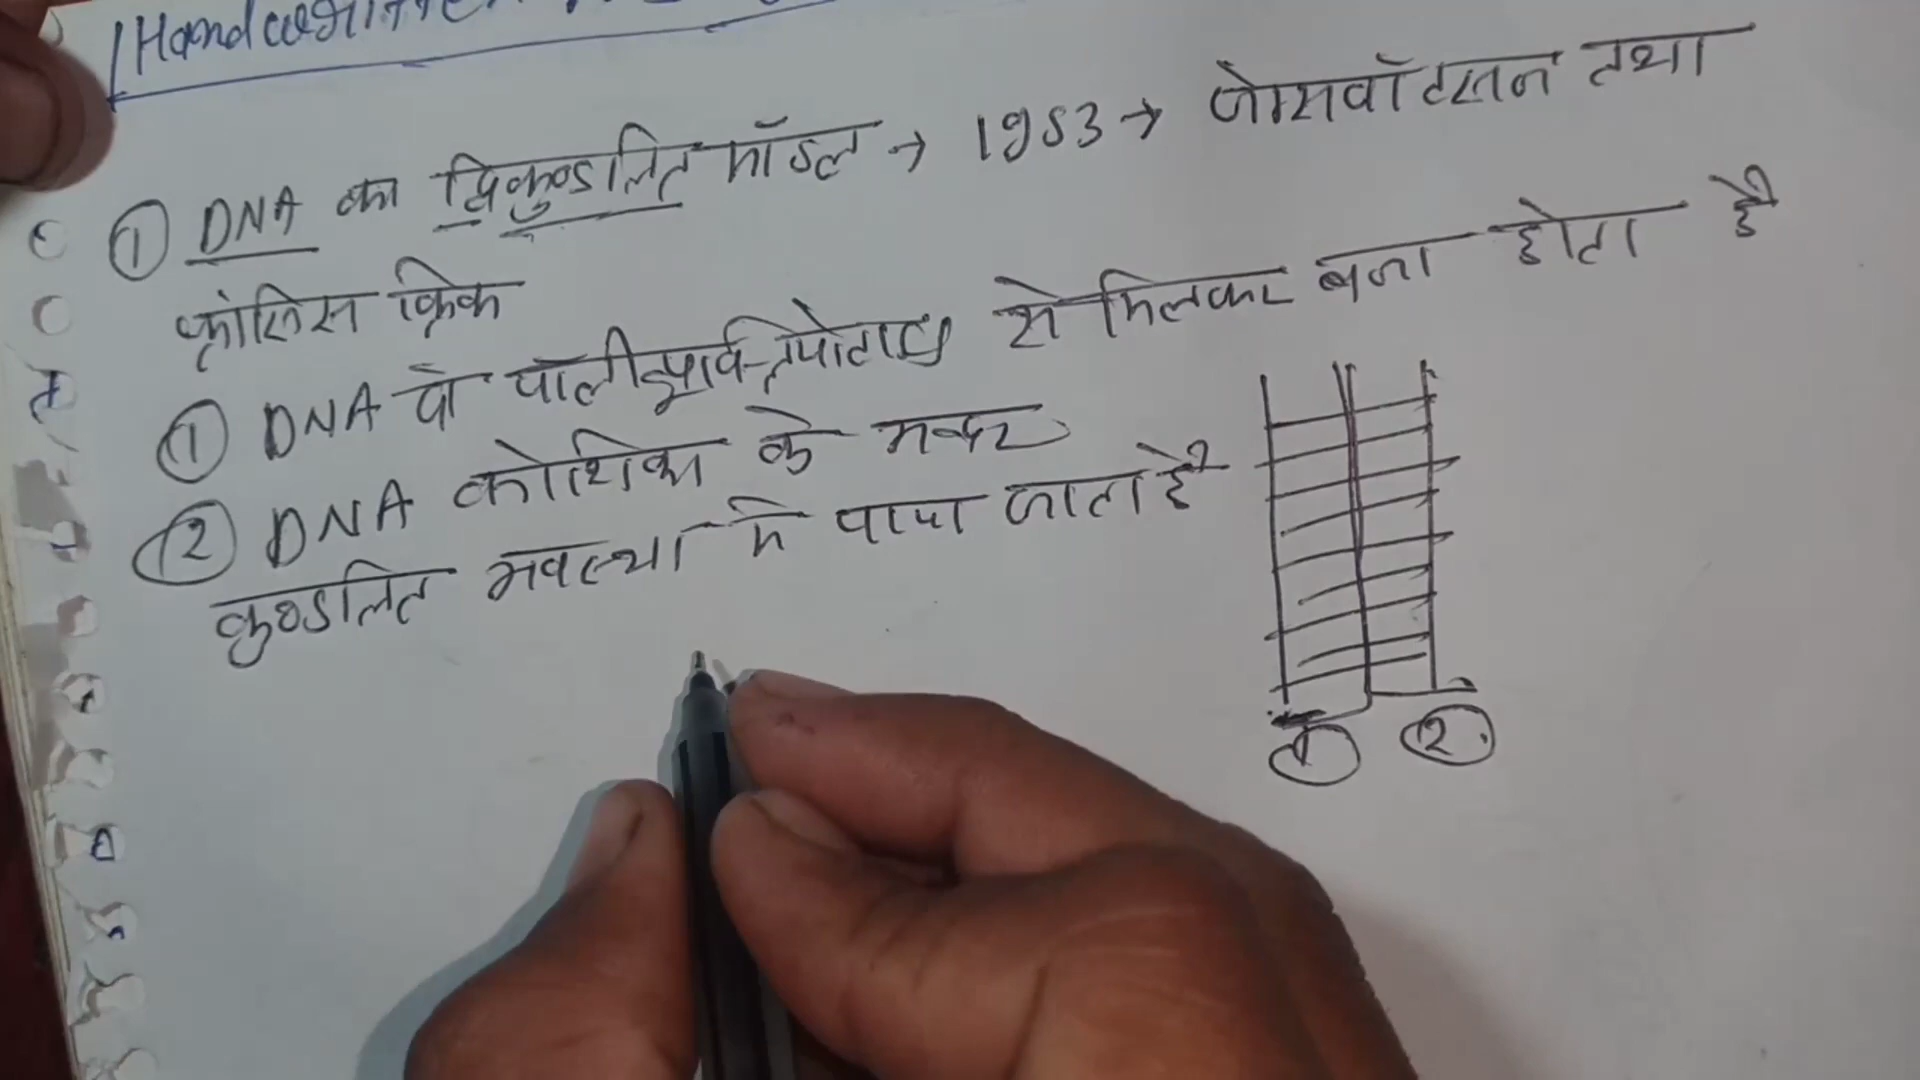 ① DNA का द्विकुण्डलित मॉडल → 1953 → जेम्सवॉटसन तथा
फ्रांसिस क्रिक
① DNA दो पॉली से मिलकर बना होता है
② DNA कोशिका के अन्दर
कुण्डलित अवस्था मे पाया जाता है
① ②